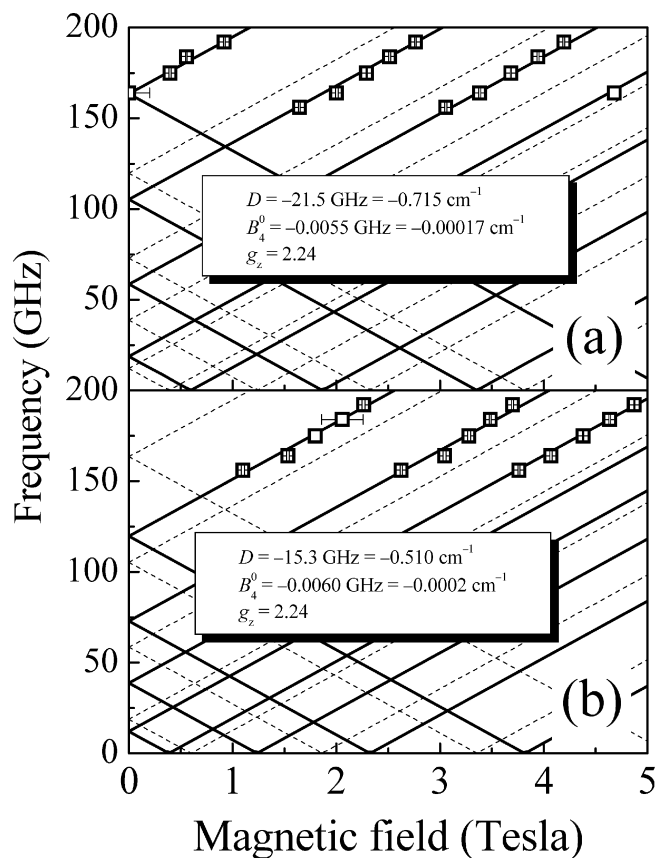 200
150
100
50
D = −21.5 GHz = −0.715 cm⁻¹
B₄⁰ = −0.0055 GHz = −0.00017 cm⁻¹
g_z = 2.24
(a)
Frequency (GHz)
200
150
100
50
0
D = −15.3 GHz = −0.510 cm⁻¹
B₄⁰ = −0.0060 GHz = −0.0002 cm⁻¹
g_z = 2.24
(b)
0 1 2 3 4 5
Magnetic field (Tesla)